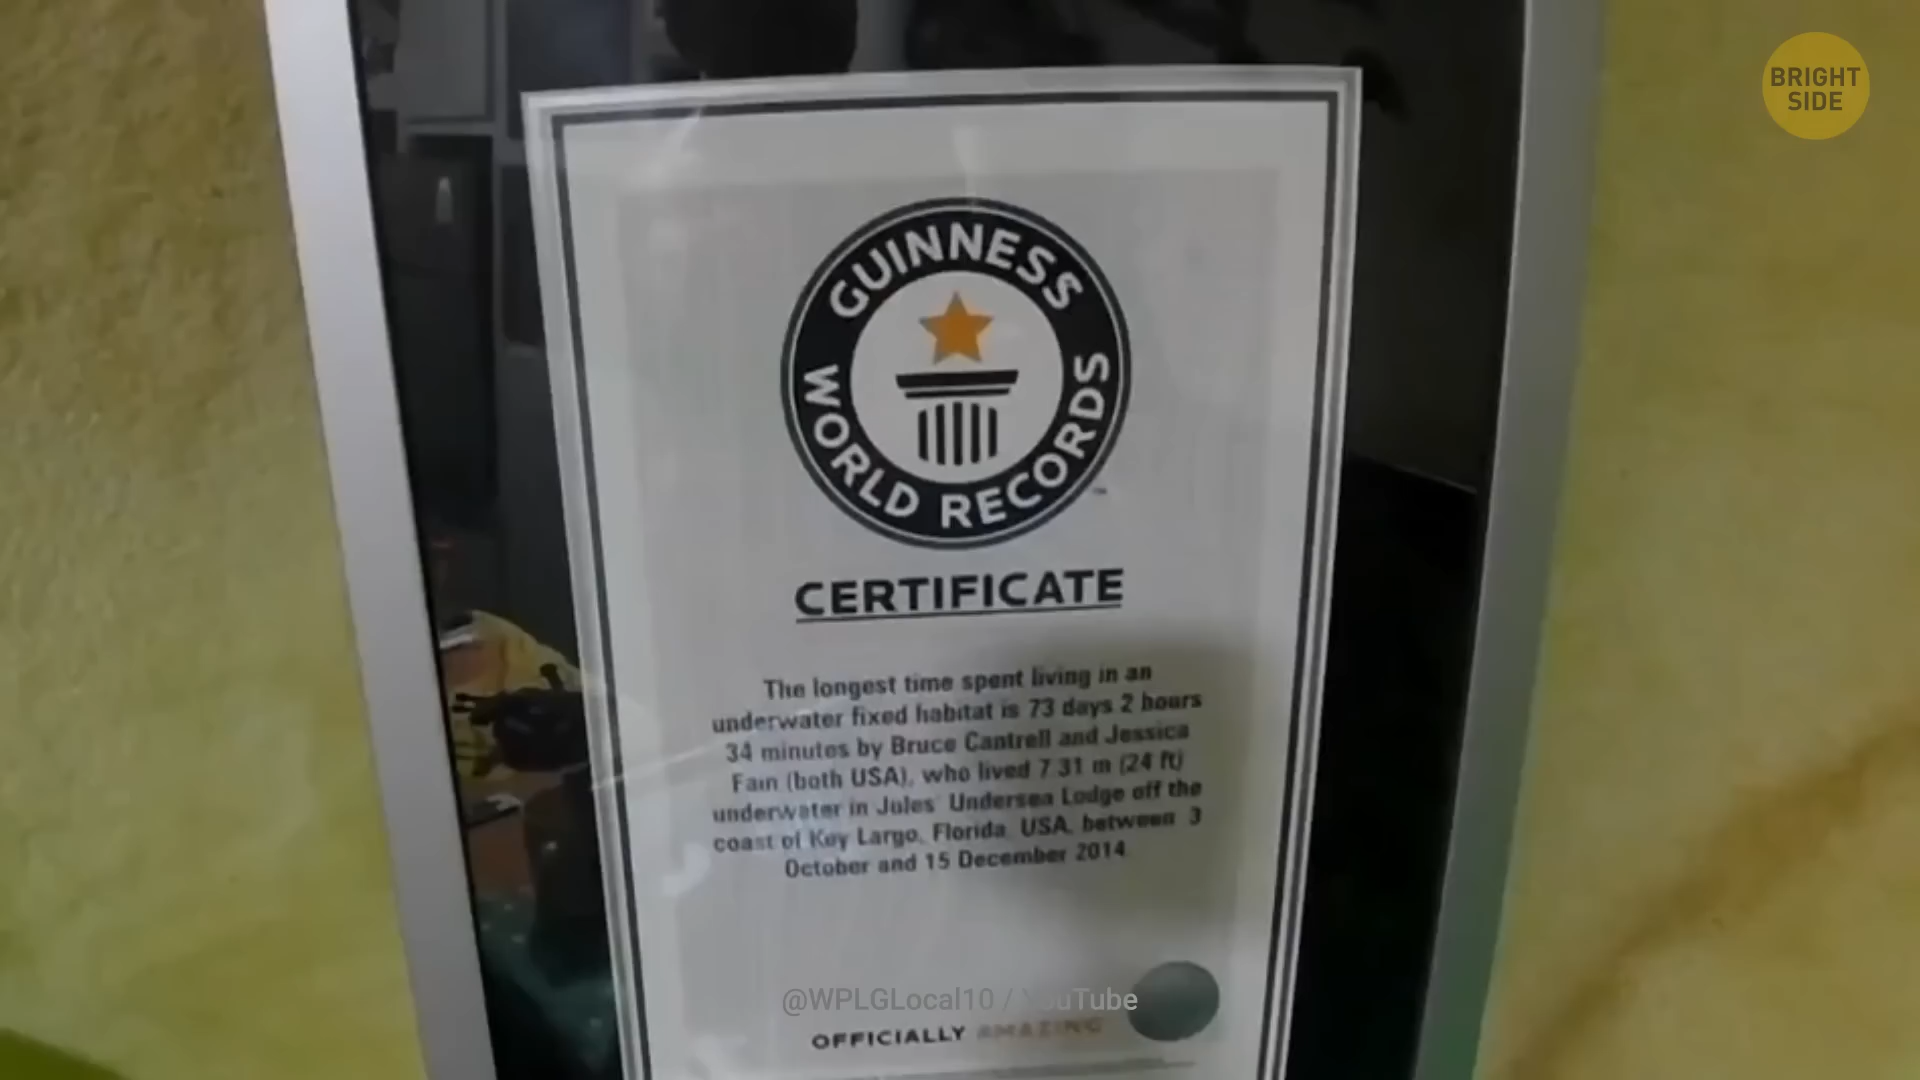 BRIGHT
SIDE
GUINNESS
WORLD RECORDS
™
CERTIFICATE
The longest time spent living in an
underwater fixed habitat is 73 days 2 hours
34 minutes by Bruce Cantrell and Jessica
Fain (both USA), who lived 7.31 m (24 ft)
underwater in Jules' Undersea Lodge off the
coast of Key Largo, Florida, USA, between 3
October and 15 December 2014
@WPLGLocal10 / YouTube
OFFICIALLY AMAZING